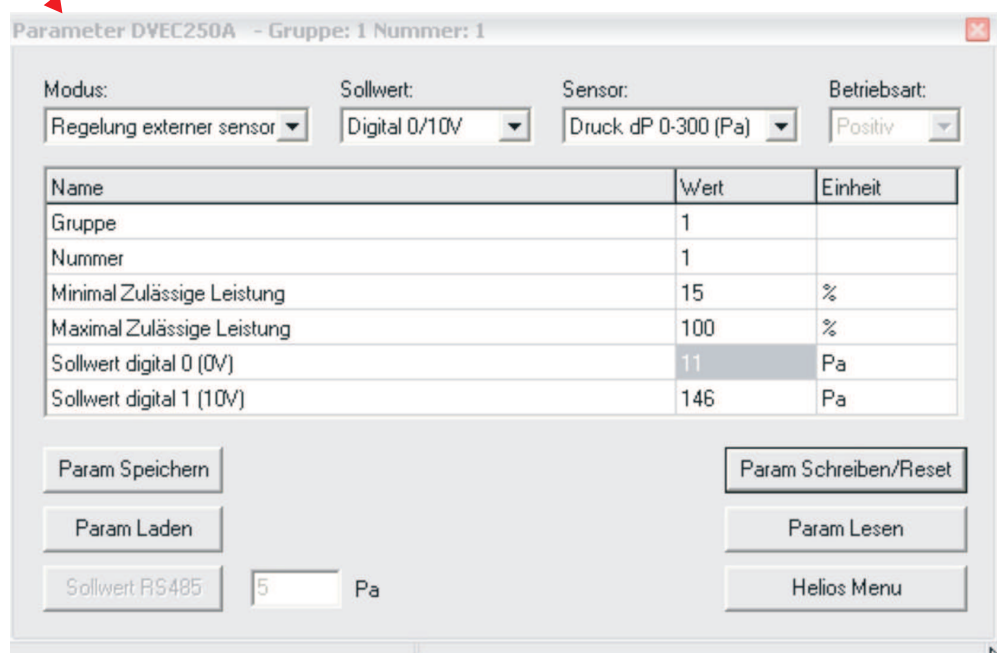 Parameter DVEC250A - Gruppe: 1 Nummer: 1
Modus: Sollwert: Sensor: Betriebsart:
Regelung externer sensor Digital 0/10V Druck dP 0-300 (Pa) Positiv
Name Wert Einheit
Gruppe 1
Nummer 1
Minimal Zulässige Leistung 15 %
Maximal Zulässige Leistung 100 %
Sollwert digital 0 (0V) 11 Pa
Sollwert digital 1 (10V) 146 Pa
Param Speichern Param Schreiben/Reset
Param Laden Param Lesen
Sollwert RS485 5 Pa Helios Menu